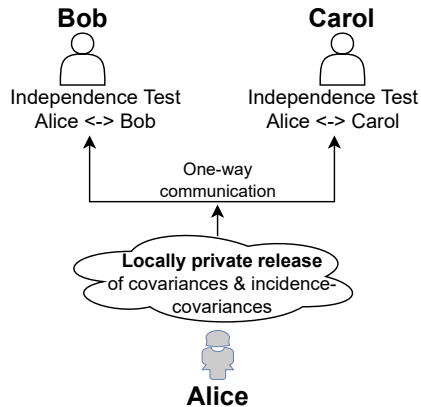 Bob
Carol
Independence Test
Alice <-> Bob
Independence Test
Alice <-> Carol
One-way
communication
Locally private release
of covariances & incidence-
covariances
Alice